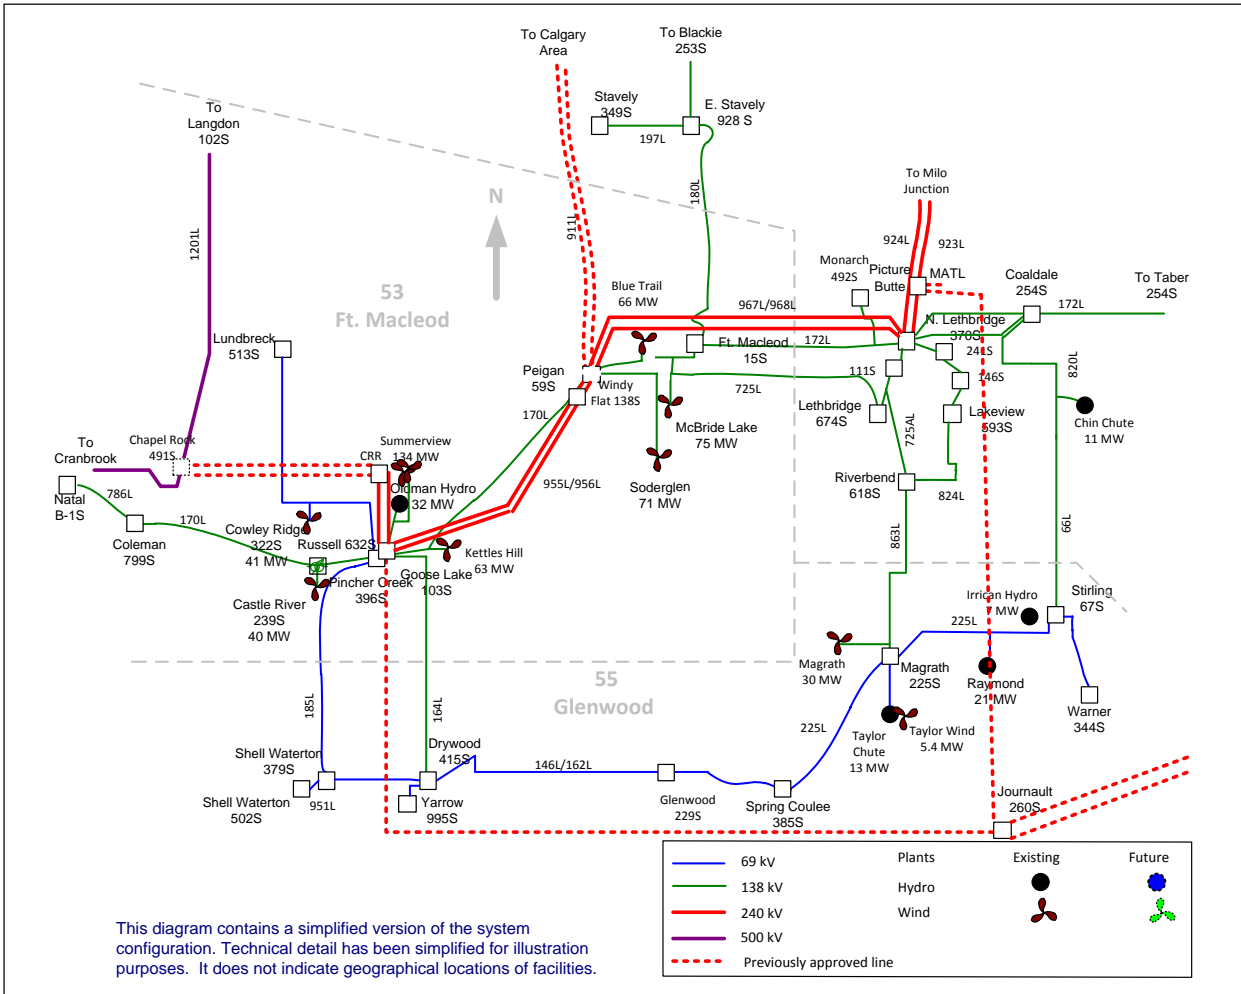 To Calgary
Area
To Blackie
253S
Stavely
349S
E. Stavely
928 S
197L
To
Langdon
102S
N
180L
To Milo
Junction
1201L
911L
924L
923L
Monarch
492S
Picture
Butte
MATL
Coaldale
254S
To Taber
254S
53
Ft. Macleod
Blue Trail
66 MW
967L/968L
172L
N. Lethbridge
370S
Lundbreck
513S
Ft. Macleod
15S
172L
241S
820L
Peigan
59S
Windy
Flat 138S
111S
146S
725L
170L
McBride Lake
75 MW
Lethbridge
674S
725AL
Lakeview
593S
Chin Chute
11 MW
To
Cranbrook
Chapel Rock
491S
CRR
Summerview
134 MW
955L/956L
Soderglen
71 MW
Riverbend
618S
824L
Natal
B-1S
786L
Oldman Hydro
32 MW
170L
Coleman
799S
Cowley Ridge
322S
41 MW
Russell 632S
Kettles Hill
63 MW
863L
66L
Pincher Creek
396S
Goose Lake
103S
Castle River
239S
40 MW
Irrican Hydro
7 MW
Stirling
67S
225L
Magrath
30 MW
Magrath
225S
Raymond
21 MW
55
Glenwood
Warner
344S
185L
164L
225L
Taylor
Chute
13 MW
Taylor Wind
5.4 MW
Shell Waterton
379S
Drywood
415S
146L/162L
Shell Waterton
502S
951L
Yarrow
995S
Glenwood
229S
Spring Coulee
385S
Journault
260S
69 kV
Plants
Existing
Future
138 kV
Hydro
240 kV
Wind
500 kV
Previously approved line
This diagram contains a simplified version of the system
configuration. Technical detail has been simplified for illustration
purposes.  It does not indicate geographical locations of facilities.